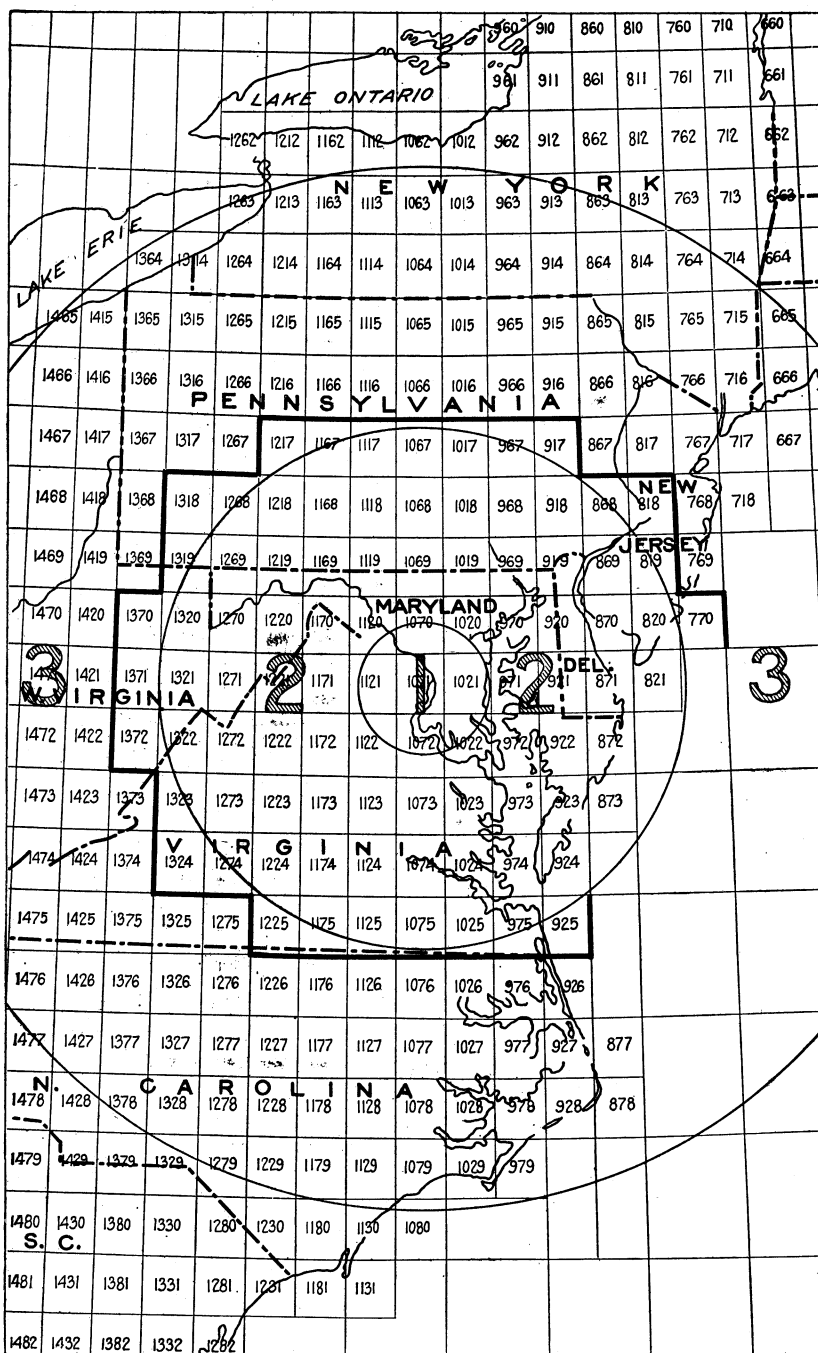 960 910 860 810 760 710 660
961 911 861 811 761 711 661
LAKE ONTARIO
1262 1212 1162 1112 1062 1012 962 912 862 812 762 712 662
NEW YORK
1263 1213 1163 1113 1063 1013 963 913 863 813 763 713 663
LAKE ERIE
1364 1314 1264 1214 1164 1114 1064 1014 964 914 864 814 764 714 664
1465 1415 1365 1315 1265 1215 1165 1115 1065 1015 965 915 865 815 765 715 665
1466 1416 1366 1316 1266 1216 1166 1116 1066 1016 966 916 866 816 766 716 666
PENNSYLVANIA
1467 1417 1367 1317 1267 1217 1167 1117 1067 1017 967 917 867 817 767 717 667
NEW
1468 1418 1368 1318 1268 1218 1168 1118 1068 1018 968 918 868 818 768 718
JERSEY
1469 1419 1369 1319 1269 1219 1169 1119 1069 1019 969 919 869 819 769
MARYLAND
1470 1420 1370 1320 1270 1220 1170 1120 1070 1020 970 920 870 820 770
DEL.
3 2 1 2 3
1421 1371 1321 1271 1171 1121 1021 971 921 871 821
VIRGINIA
1472 1422 1372 1322 1272 1222 1172 1122 1072 1022 972 922 872
1473 1423 1373 1323 1273 1223 1173 1123 1073 1023 973 923 873
VIRGINIA
1474 1424 1374 1324 1274 1224 1174 1124 1074 1024 974 924
1475 1425 1375 1325 1275 1225 1175 1125 1075 1025 975 925
1476 1426 1376 1326 1276 1226 1176 1126 1076 1026 976 926
1477 1427 1377 1327 1277 1227 1177 1127 1077 1027 977 927 877
N. CAROLINA
1478 1428 1378 1328 1278 1228 1178 1128 1078 1028 978 928 878
1479 1429 1379 1329 1279 1229 1179 1129 1079 1029 979
1480 1430 1380 1330 1280 1230 1180 1130 1080
S. C.
1481 1431 1381 1331 1281 1231 1181 1131
1482 1432 1382 1332 1282